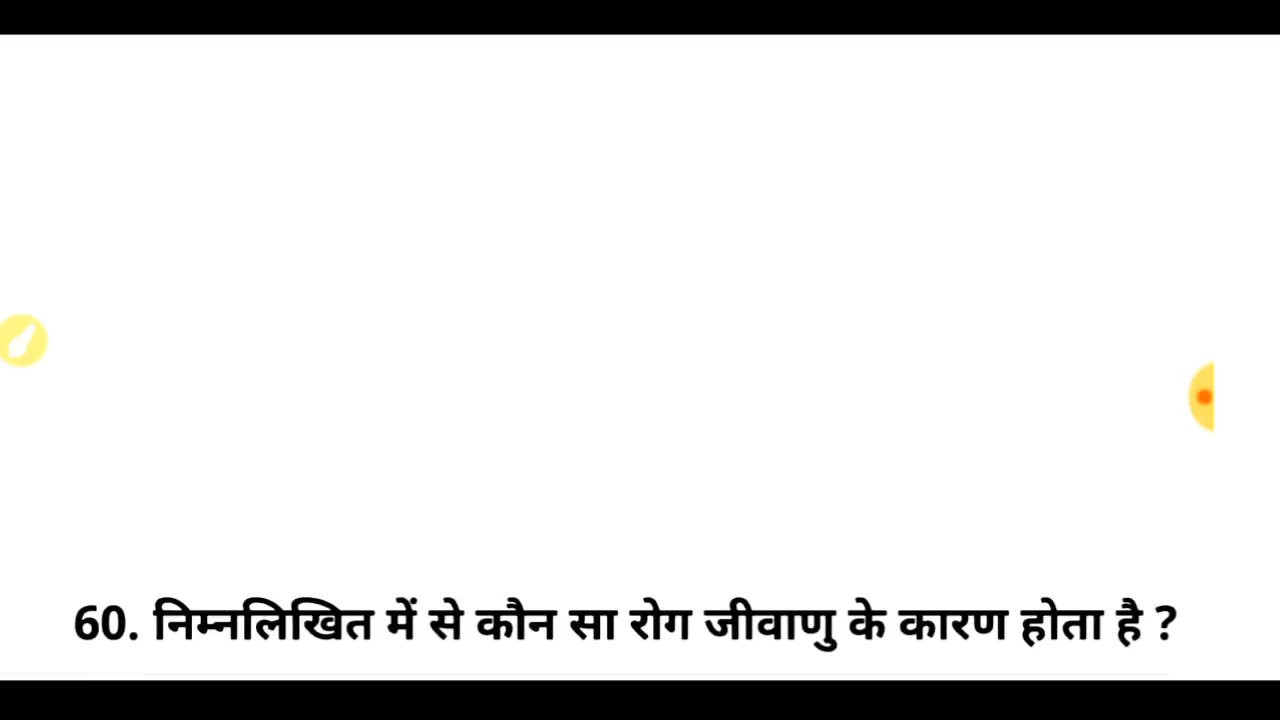 60. निम्नलिखित में से कौन सा रोग जीवाणु के कारण होता है ?